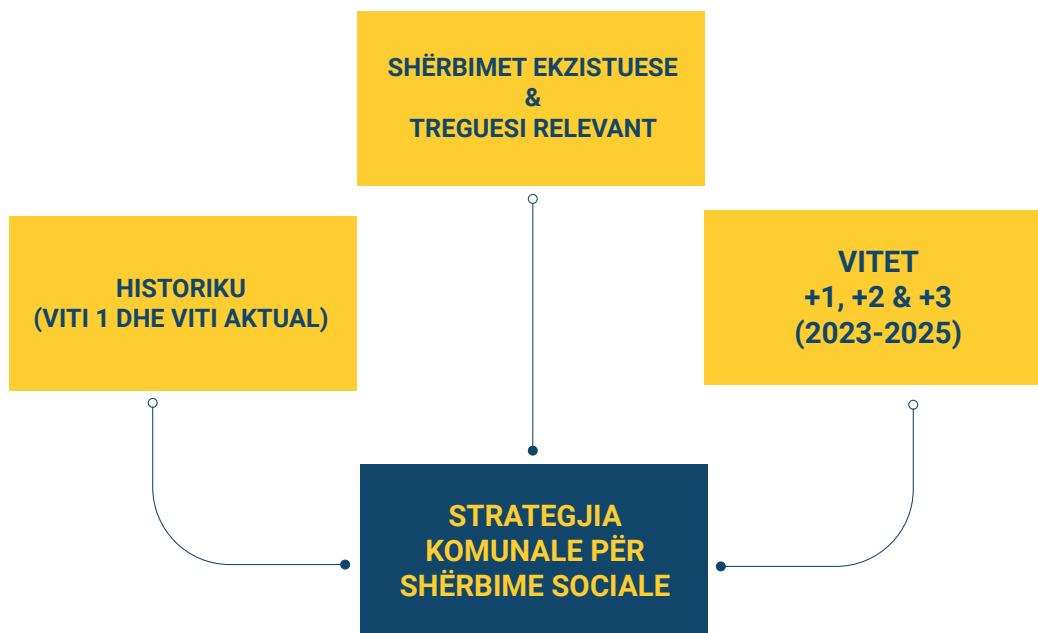 SHËRBIMET EKZISTUESE
&
TREGUESI RELEVANT
HISTORIKU
(VITI 1 DHE VITI AKTUAL)
VITET
+1, +2 & +3
(2023-2025)
STRATEGJIA
KOMUNALE PËR
SHËRBIME SOCIALE